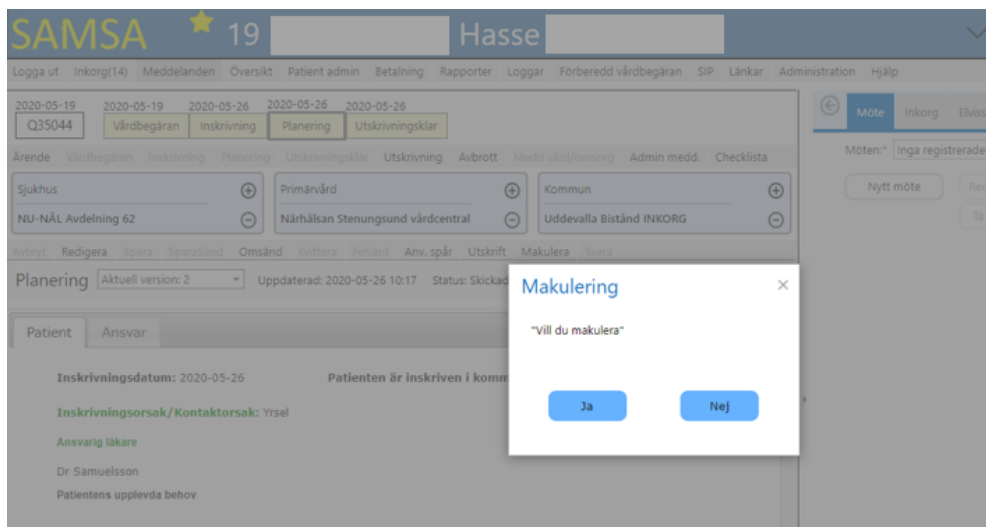 SAMSA 19 Hasse
Logga ut Inkorg(14) Meddelanden Översikt Patient admin Betalning Rapporter Loggar Förberedd vårdbegäran SIP Länkar Administration Hjälp
2020-05-19 2020-05-19 2020-05-26 2020-05-26 2020-05-26
Q35044 Vårdbegäran Inskrivning Planering Utskrivningsklar
Möte Inkorg Elviss
Ärende Vårdbegäran Inskrivning Planering Utskrivningsklar Utskrivning Avbrott Medd vård/omsorg Admin medd. Checklista
Möten:* Inga registrerade
Sjukhus Primärvård Kommun
Nytt möte Red
NU-NÄL Avdelning 62 Närhälsan Stenungsund vårdcentral Uddevalla Bistånd INKORG
Ta
Avbryt Redigera Spara SparaSänd Omsänd Kvittera Felsänt Anv. spår Utskrift Makulera Svara
Planering Aktuell version: 2 Uppdaterad: 2020-05-26 10:17 Status: Skickad
Makulering
"Vill du makulera"
Ja Nej
Patient Ansvar
Inskrivningsdatum: 2020-05-26 Patienten är inskriven i komm
Inskrivningsorsak/Kontaktorsak: Yrsel
Ansvarig läkare
Dr Samuelsson
Patientens upplevda behov